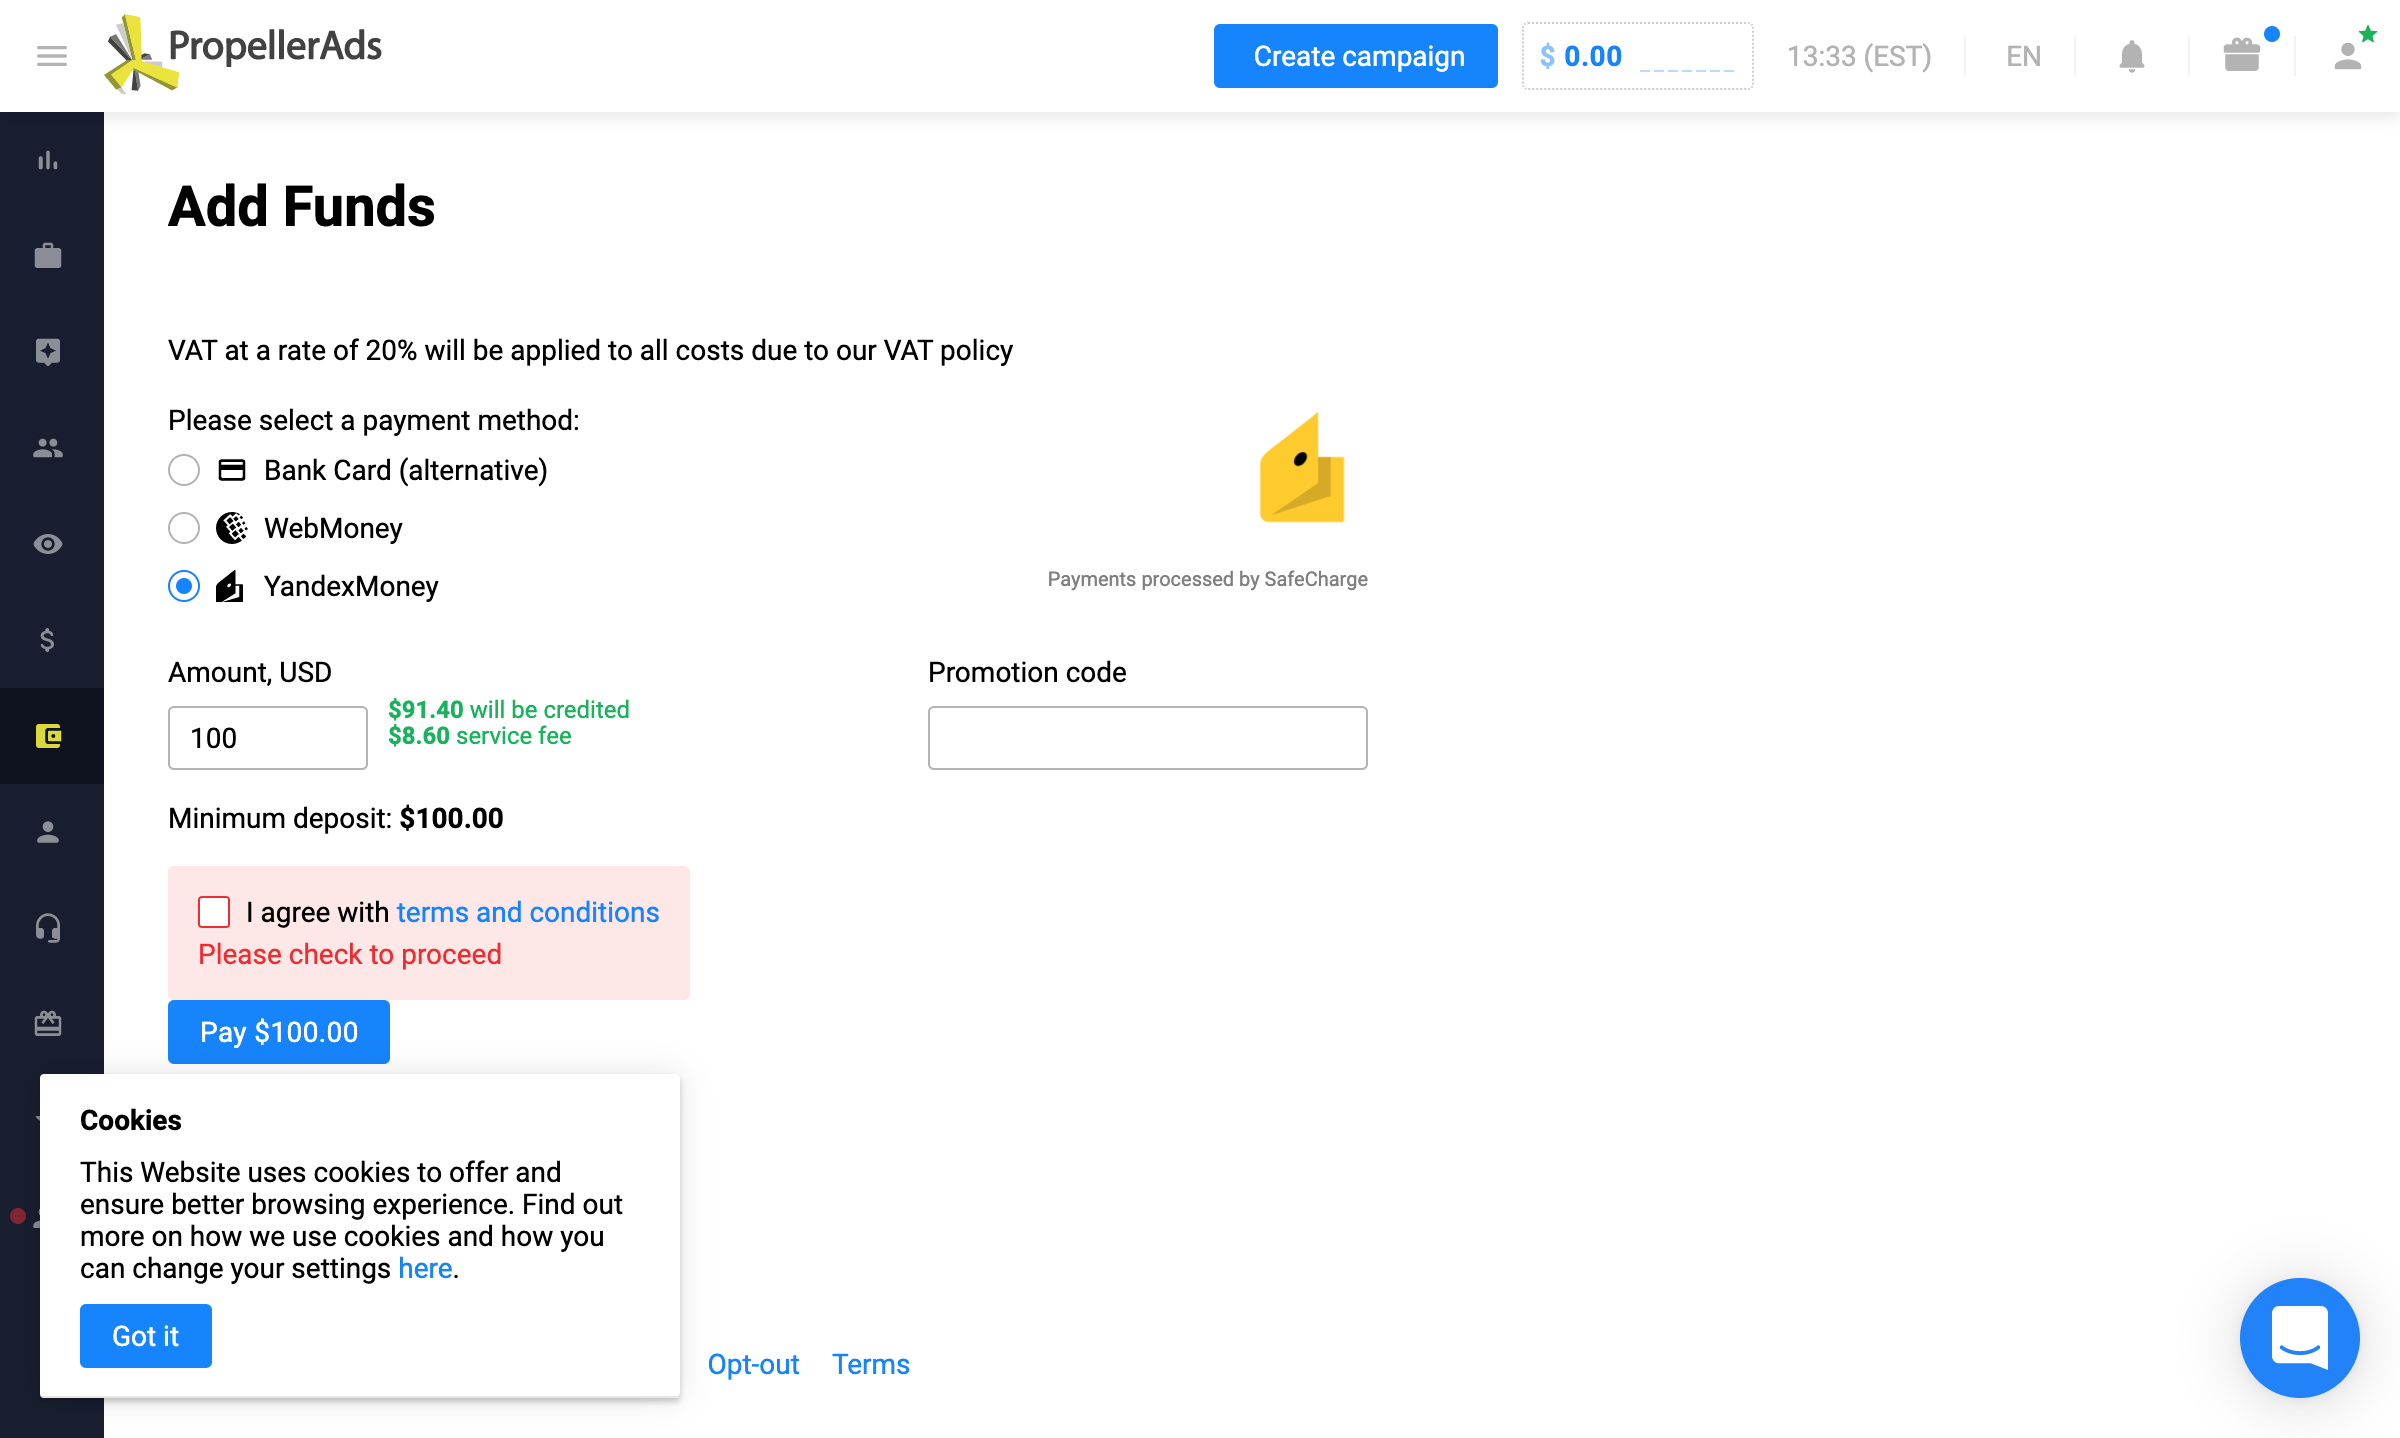 PropellerAds
Create campaign
$ 0.00
13:33 (EST)
EN
Add Funds
VAT at a rate of 20% will be applied to all costs due to our VAT policy
Please select a payment method:
Bank Card (alternative)
WebMoney
YandexMoney
Payments processed by SafeCharge
Amount, USD
100
$91.40 will be credited
$8.60 service fee
Promotion code
Minimum deposit: $100.00
I agree with terms and conditions
Please check to proceed
Pay $100.00
Cookies
This Website uses cookies to offer and
ensure better browsing experience. Find out
more on how we use cookies and how you
can change your settings here.
Got it
Opt-out
Terms